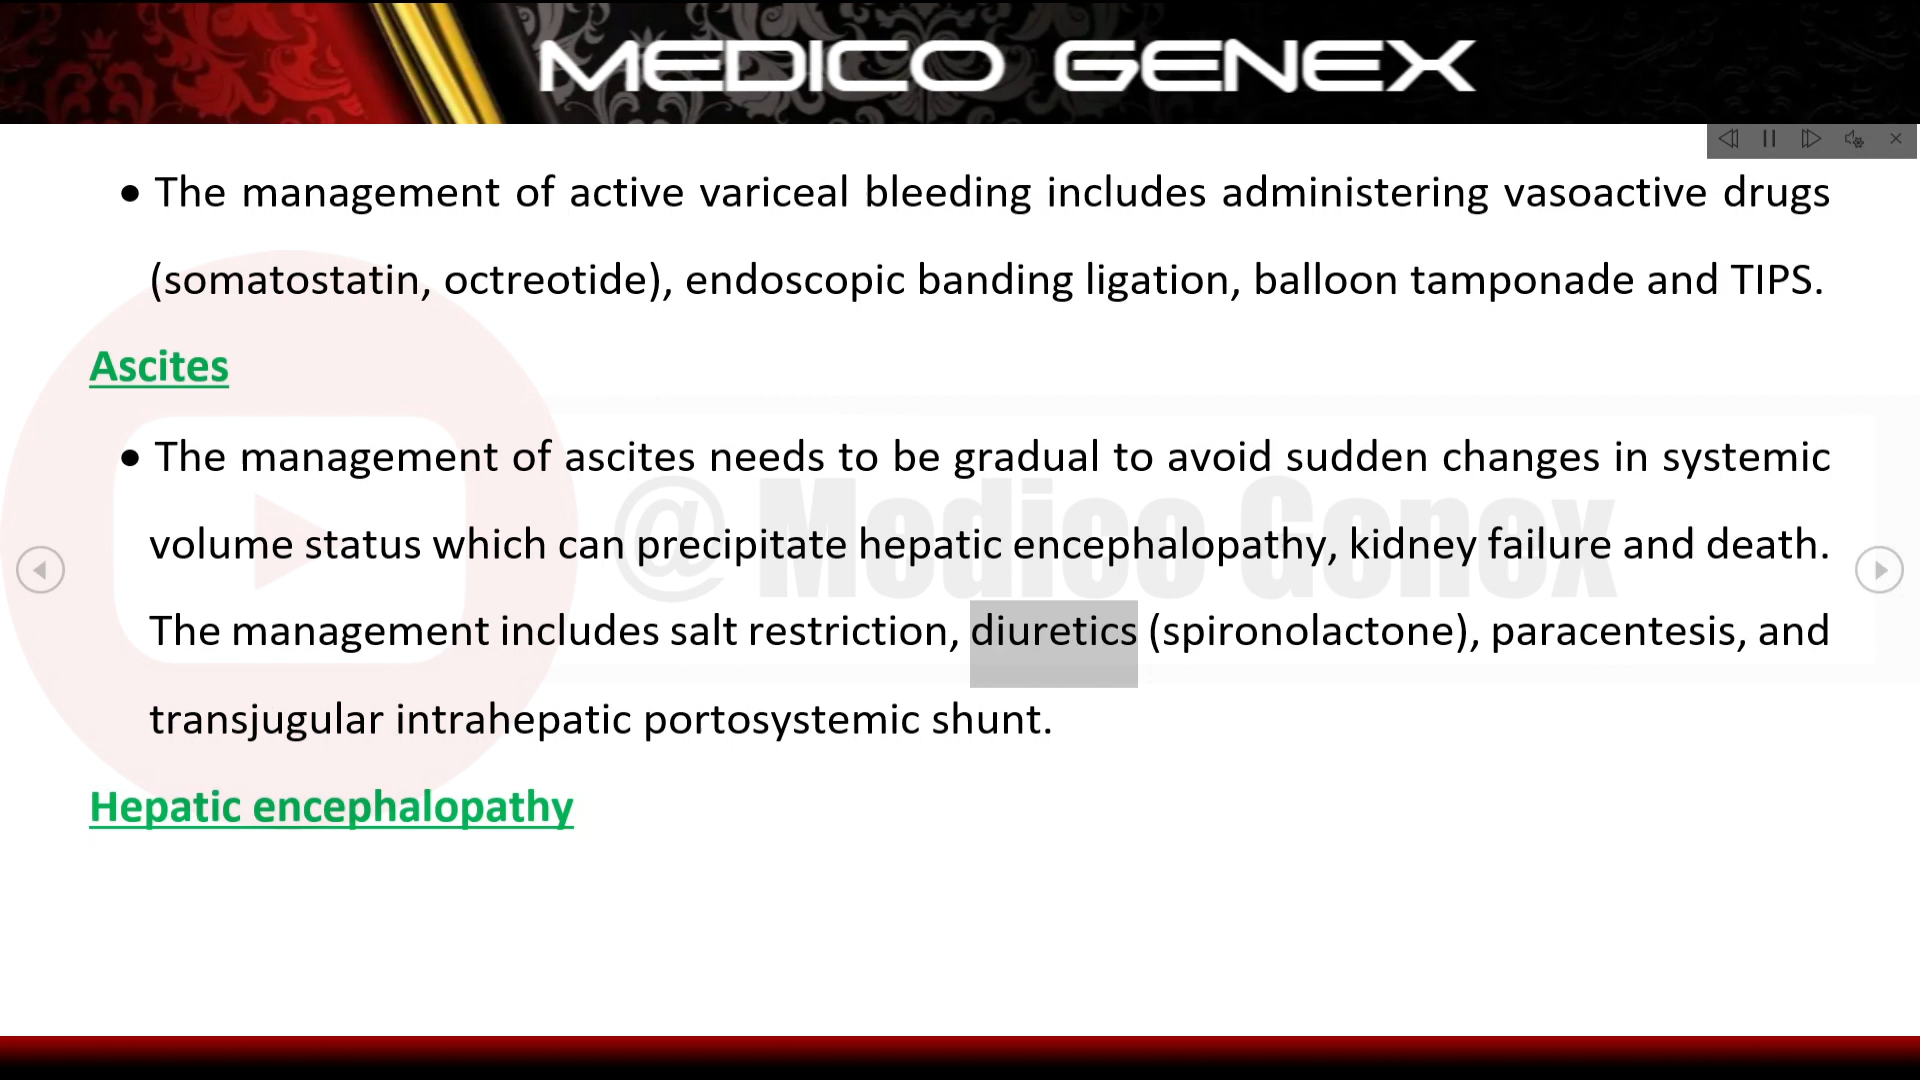 MEDICO GENEX
• The management of active variceal bleeding includes administering vasoactive drugs
(somatostatin, octreotide), endoscopic banding ligation, balloon tamponade and TIPS.
Ascites
• The management of ascites needs to be gradual to avoid sudden changes in systemic
volume status which can precipitate hepatic encephalopathy, kidney failure and death.
@ Medico Genex
The management includes salt restriction, diuretics (spironolactone), paracentesis, and
transjugular intrahepatic portosystemic shunt.
Hepatic encephalopathy